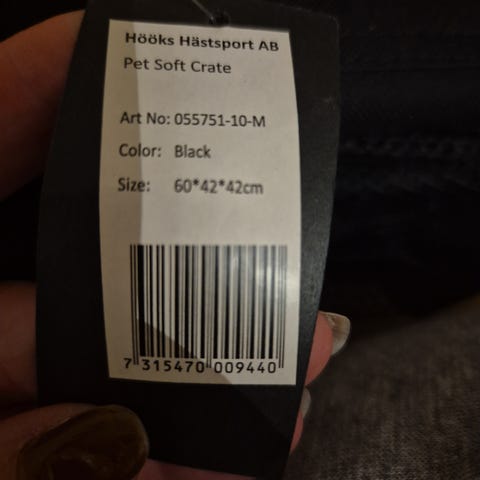 Hööks Hästsport AB
Pet Soft Crate
Art No: 055751-10-M
Color: Black
Size: 60*42*42cm
7 315470 009440